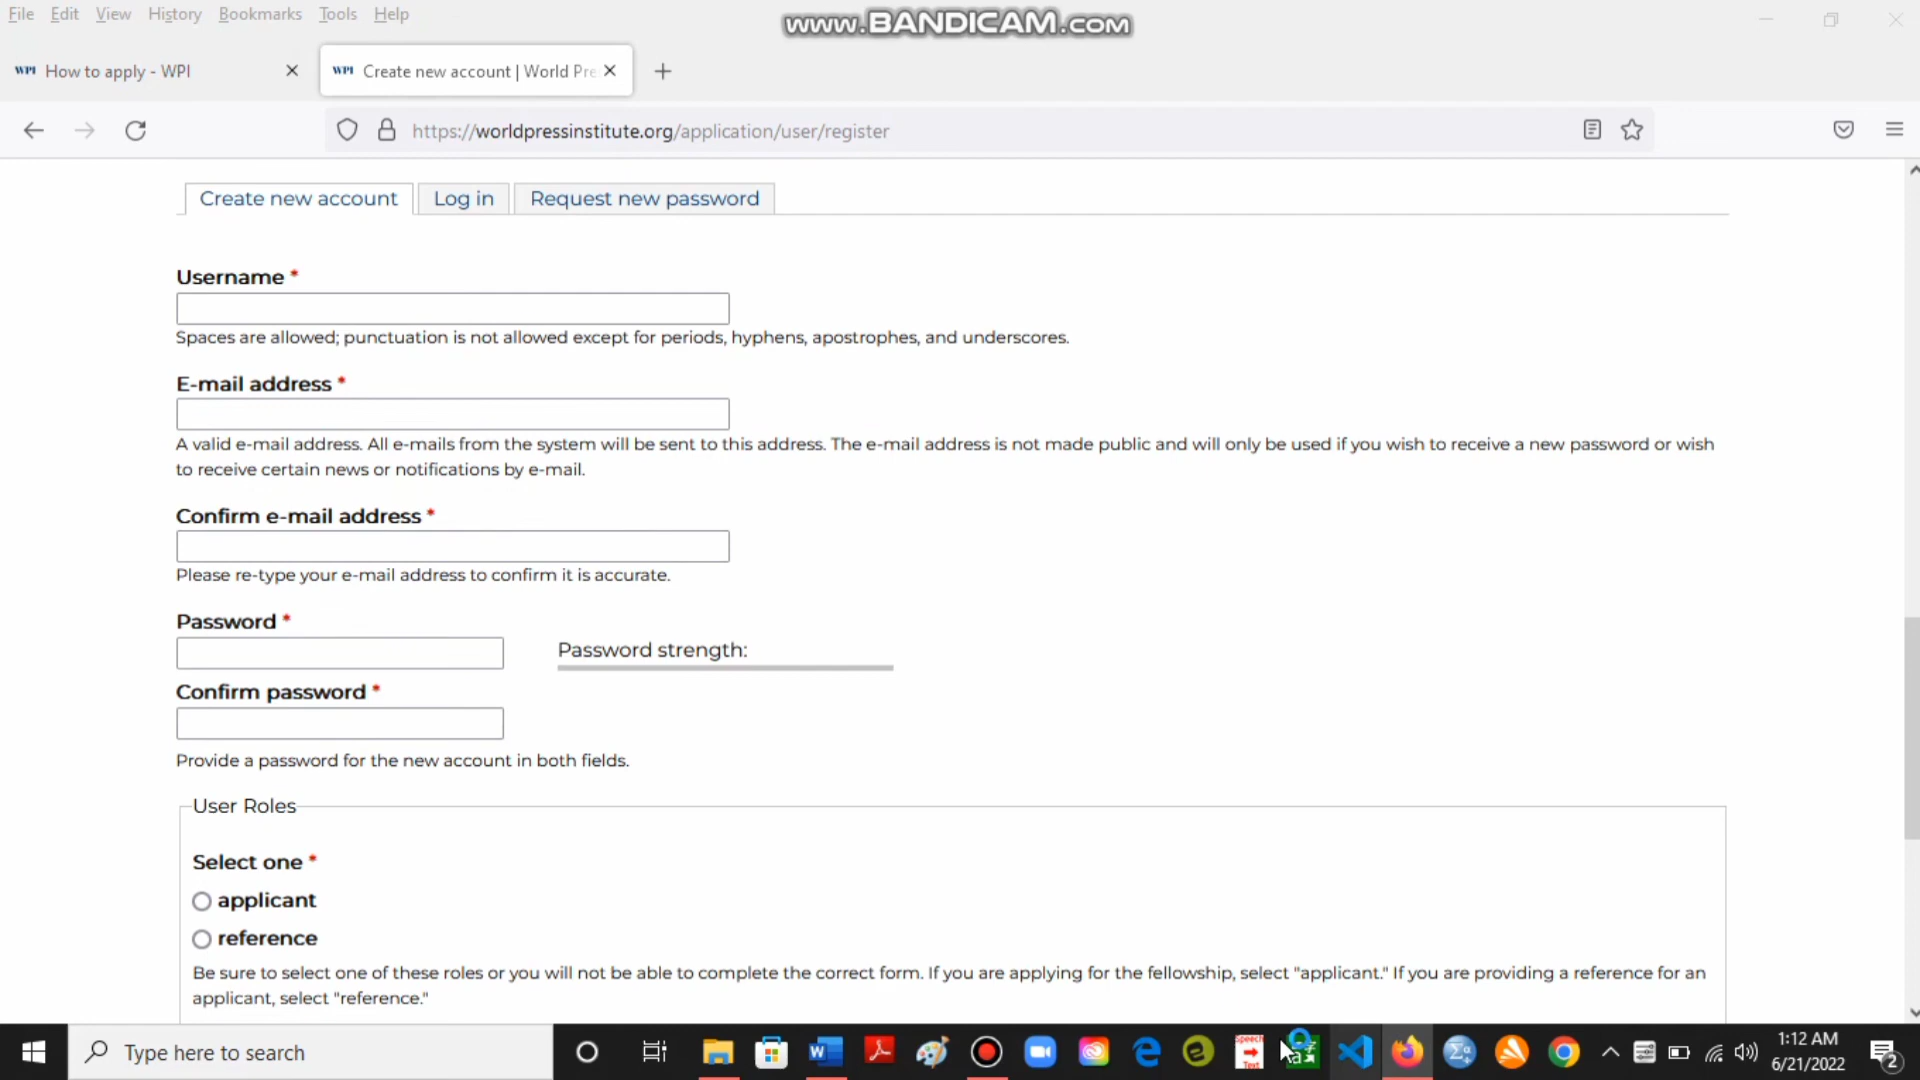 File Edit View History Bookmarks Tools Help
www.BANDICAM.com
WPI How to apply - WPI
WPI Create new account | World Pre
https://worldpressinstitute.org/application/user/register
Create new account Log in Request new password
Username *
Spaces are allowed; punctuation is not allowed except for periods, hyphens, apostrophes, and underscores.
E-mail address *
A valid e-mail address. All e-mails from the system will be sent to this address. The e-mail address is not made public and will only be used if you wish to receive a new password or wish
to receive certain news or notifications by e-mail.
Confirm e-mail address *
Please re-type your e-mail address to confirm it is accurate.
Password *
Password strength:
Confirm password *
Provide a password for the new account in both fields.
User Roles
Select one *
applicant
reference
Be sure to select one of these roles or you will not be able to complete the correct form. If you are applying for the fellowship, select "applicant." If you are providing a reference for an
applicant, select "reference."
Type here to search
Speech
Text
1:12 AM
6/21/2022
2